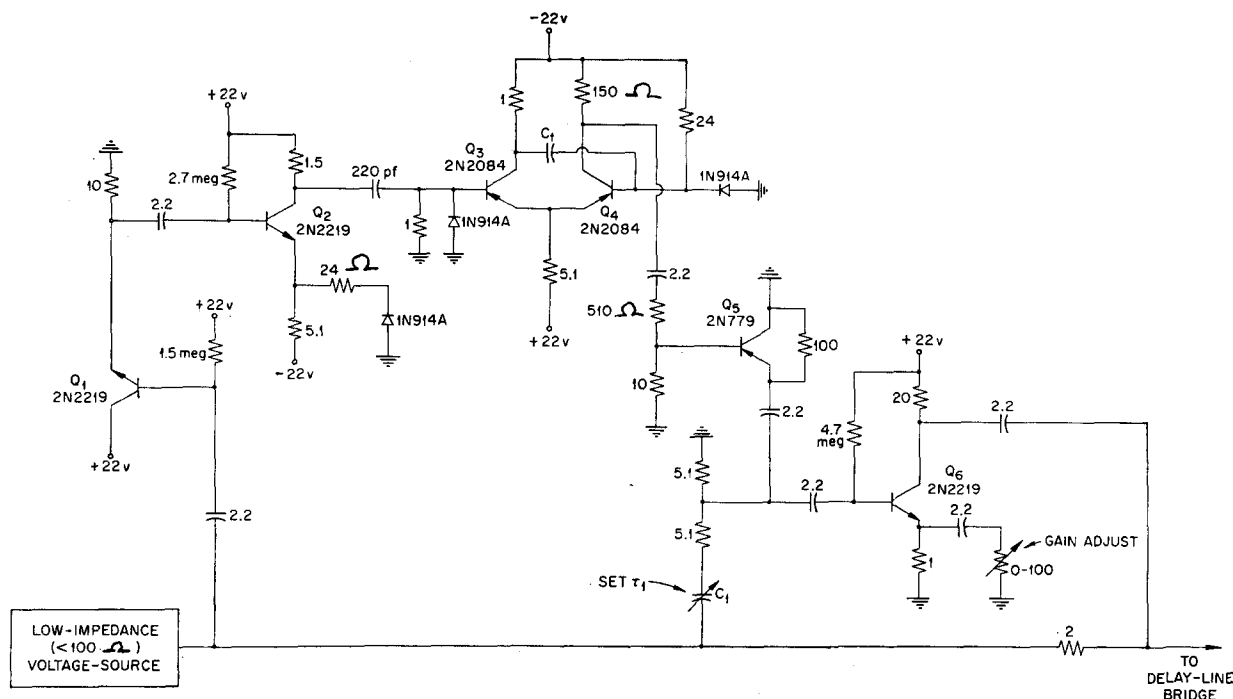 -22v
+22v
1
150 Ω
24
C₁
Q₃
2N2084
10
2.7 meg
1.5
220 pf
2.2
Q₂
2N2219
1
1N914A
Q₄
2N2084
1N914A
24 Ω
5.1
1N914A
5.1
-22v
+22v
2.2
510 Ω
Q₅
2N779
100
10
+22v
1.5 meg
Q₁
2N2219
+22v
2.2
2.2
+22v
20
2.2
4.7 meg
Q₆
2N2219
5.1
2.2
2.2
5.1
1
GAIN ADJUST
0-100
SET τ₁
C₁
LOW-IMPEDANCE
(<100 Ω)
VOLTAGE-SOURCE
2
TO
DELAY-LINE
BRIDGE